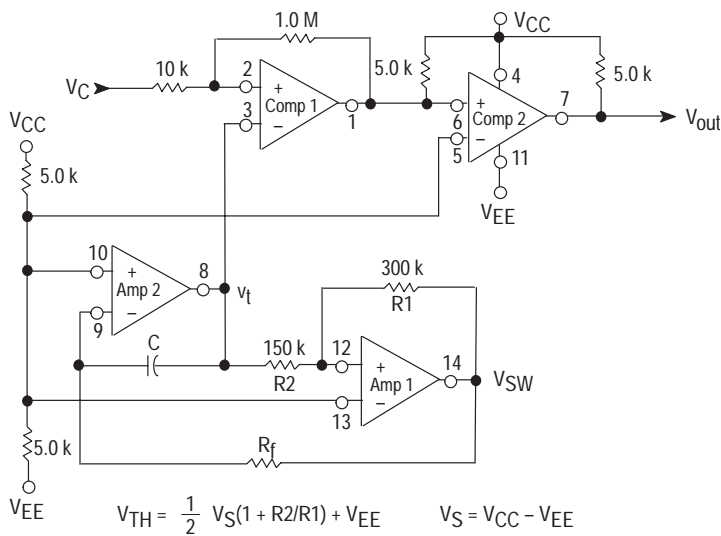 1.0 M
V_CC
V_C
10 k
2
+
Comp 1
5.0 k
4
5.0 k
3
−
1
6
+
Comp 2
7
V_out
V_CC
5
−
11
5.0 k
V_EE
10
+
Amp 2
8
300 k
R1
9
−
v_t
C
150 k
12
+
14
R2
Amp 1
V_SW
13
−
5.0 k
R_f
V_EE
V_TH = 1/2 V_S(1 + R2/R1) + V_EE V_S = V_CC − V_EE